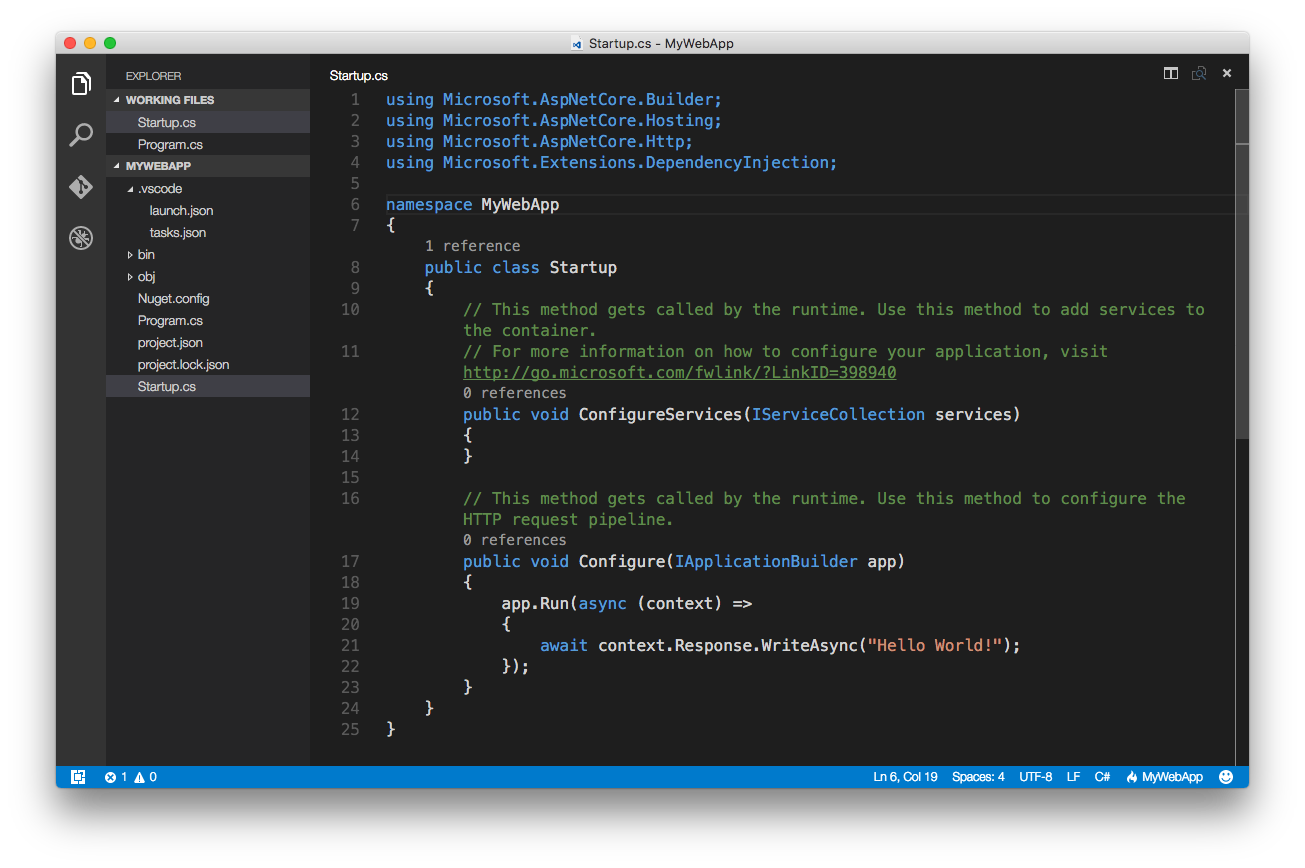 Startup.cs - MyWebApp
EXPLORER
WORKING FILES
Startup.cs
Program.cs
MYWEBAPP
.vscode
launch.json
tasks.json
bin
obj
Nuget.config
Program.cs
project.json
project.lock.json
Startup.cs
Startup.cs
1 using Microsoft.AspNetCore.Builder;
2 using Microsoft.AspNetCore.Hosting;
3 using Microsoft.AspNetCore.Http;
4 using Microsoft.Extensions.DependencyInjection;
5
6 namespace MyWebApp
7 {
1 reference
8 public class Startup
9 {
10 // This method gets called by the runtime. Use this method to add services to
the container.
11 // For more information on how to configure your application, visit
http://go.microsoft.com/fwlink/?LinkID=398940
0 references
12 public void ConfigureServices(IServiceCollection services)
13 {
14 }
15
16 // This method gets called by the runtime. Use this method to configure the
HTTP request pipeline.
0 references
17 public void Configure(IApplicationBuilder app)
18 {
19 app.Run(async (context) =>
20 {
21 await context.Response.WriteAsync("Hello World!");
22 });
23 }
24 }
25 }
1 0 Ln 6, Col 19 Spaces: 4 UTF-8 LF C# MyWebApp